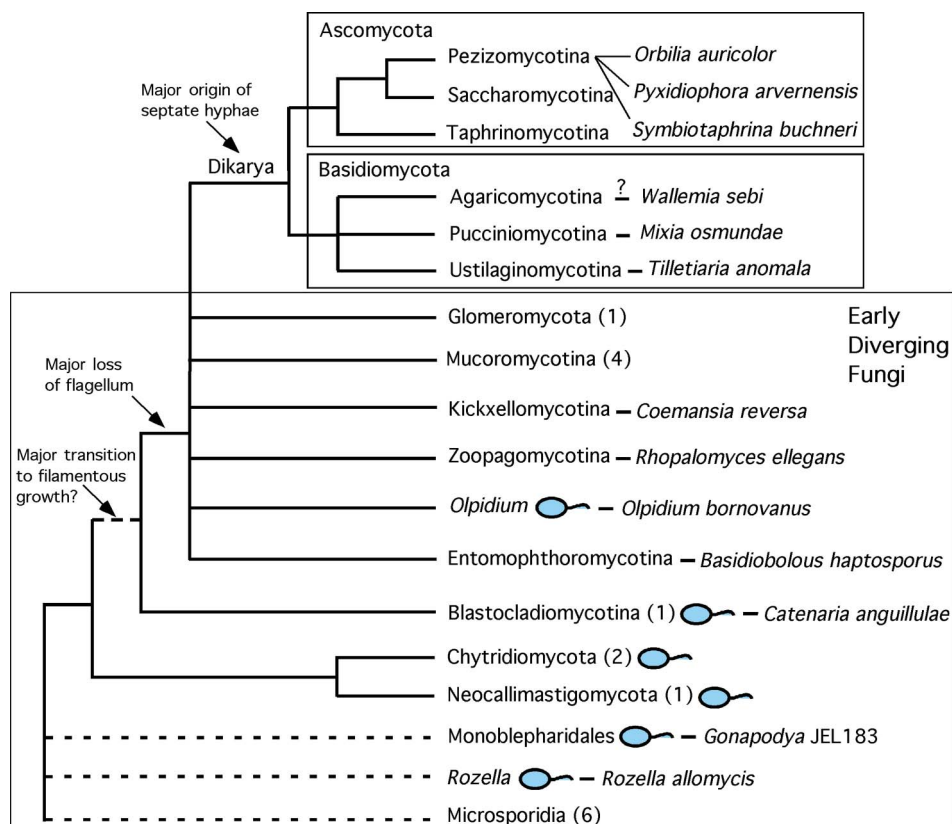 Ascomycota
Pezizomycotina
Orbilia auricolor
Major origin of
septate hyphae
Saccharomycotina
Pyxidiophora arvernensis
Taphrinomycotina
Symbiotaphrina buchneri
Dikarya
Basidiomycota
Agaricomycotina ? Wallemia sebi
Pucciniomycotina – Mixia osmundae
Ustilaginomycotina – Tilletiaria anomala
Glomeromycota (1)
Early
Diverging
Fungi
Mucoromycotina (4)
Major loss
of flagellum
Kickxellomycotina – Coemansia reversa
Major transition
to filamentous
growth?
Zoopagomycotina – Rhopalomyces ellegans
Olpidium – Olpidium bornovanus
Entomophthoromycotina – Basidiobolous haptosporus
Blastocladiomycotina (1) – Catenaria anguillulae
Chytridiomycota (2)
Neocallimastigomycota (1)
Monoblepharidales – Gonapodya JEL183
Rozella – Rozella allomycis
Microsporidia (6)